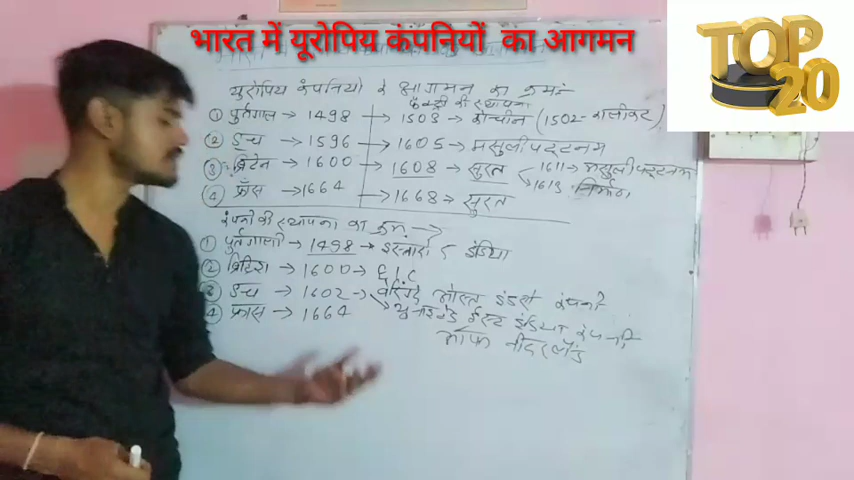 भारत में यूरोपिय कंपनियों का आगमन
TOP
20
यूरोपिय कंपनियो के आगमन का क्रमः
फैक्ट्री की स्थापना
① पुर्तगाल → 1498 → 1503 → कोच्चीन (1502 - कालीकट)
② डच → 1596 → 1605 → मसुलीपट्टनम
③ ब्रिटेन → 1600 → 1608 → सुरत < 1611 → मसुलीपट्टनम
1613
④ फ्रांस → 1664 → 1668 → सुरत
कंपनी की स्थापना का क्रम →
① पुर्तगाली → 1498 → इस्तादो इंडिया
② ब्रिटिश → 1600 → E.I.C
③ डच → 1602 → वेरिंगदे ओस्त इंडसे कंपनी
④ फ्रांस → 1664 → युनाइटेड ईस्ट इंडिया कंपनी
ऑफ नीदरलैंड